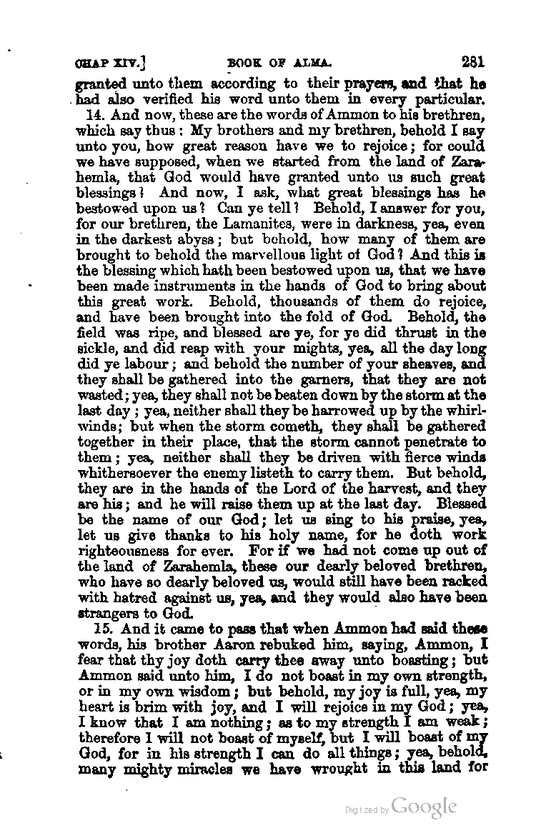 CHAP XIV.] BOOK OF ALMA. 281
granted unto them according to their prayers, and that he
had also verified his word unto them in every particular.
14. And now, these are the words of Ammon to his brethren,
which say thus: My brothers and my brethren, behold I say
unto you, how great reason have we to rejoice; for could
we have supposed, when we started from the land of Zara-
hemla, that God would have granted unto us such great
blessings? And now, I ask, what great blessings has he
bestowed upon us? Can ye tell? Behold, I answer for you,
for our brethren, the Lamanites, were in darkness, yea, even
in the darkest abyss; but behold, how many of them are
brought to behold the marvellous light of God? And this is
the blessing which hath been bestowed upon us, that we have
been made instruments in the hands of God to bring about
this great work. Behold, thousands of them do rejoice,
and have been brought into the fold of God. Behold, the
field was ripe, and blessed are ye, for ye did thrust in the
sickle, and did reap with your mights, yea, all the day long
did ye labour; and behold the number of your sheaves, and
they shall be gathered into the garners, that they are not
wasted; yea, they shall not be beaten down by the storm at the
last day; yea, neither shall they be harrowed up by the whirl-
winds; but when the storm cometh, they shall be gathered
together in their place, that the storm cannot penetrate to
them; yea, neither shall they be driven with fierce winds
whithersoever the enemy listeth to carry them. But behold,
they are in the hands of the Lord of the harvest, and they
are his; and he will raise them up at the last day. Blessed
be the name of our God; let us sing to his praise, yea,
let us give thanks to his holy name, for he doth work
righteousness for ever. For if we had not come up out of
the land of Zarahemla, these our dearly beloved brethren,
who have so dearly beloved us, would still have been racked
with hatred against us, yea, and they would also have been
strangers to God.
15. And it came to pass that when Ammon had said these
words, his brother Aaron rebuked him, saying, Ammon, I
fear that thy joy doth carry thee away unto boasting; but
Ammon said unto him, I do not boast in my own strength,
or in my own wisdom; but behold, my joy is full, yea, my
heart is brim with joy, and I will rejoice in my God; yea,
I know that I am nothing; as to my strength I am weak;
therefore I will not boast of myself, but I will boast of my
God, for in his strength I can do all things; yea, behold,
many mighty miracles we have wrought in this land for
Digitized by Google